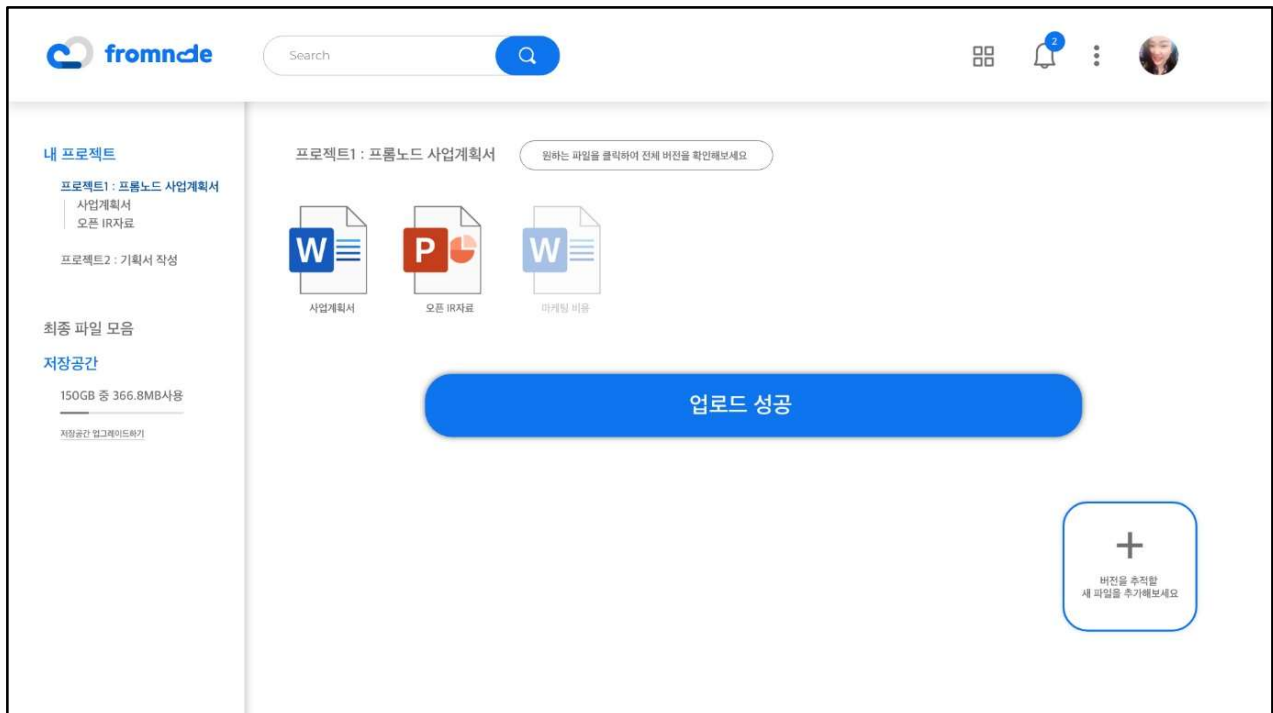 fromnode
Search
2
내 프로젝트
프로젝트1 : 프롬노드 사업계획서
사업계획서
오픈 IR자료
프로젝트2 : 기획서 작성
최종 파일 모음
저장공간
150GB 중 366.8MB사용
저장공간 업그레이드하기
프로젝트1 : 프롬노드 사업계획서
원하는 파일을 클릭하여 전체 버전을 확인해보세요
W
P
W
사업계획서
오픈 IR자료
마케팅 비용
업로드 성공
버전을 추적할
새 파일을 추가해보세요